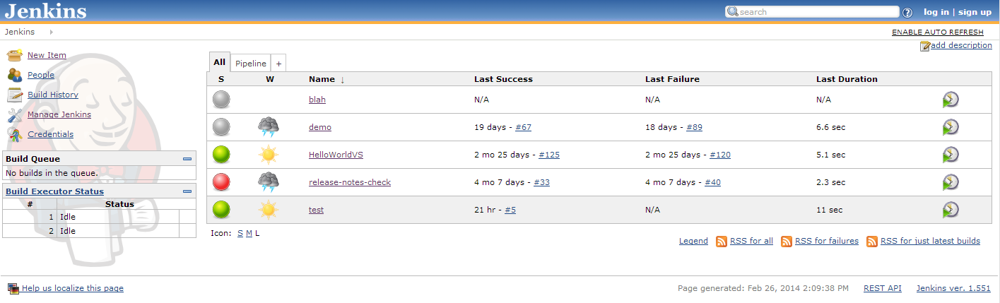 Jenkins
search
? log in | sign up
Jenkins
ENABLE AUTO REFRESH
add description
New Item
People
Build History
Manage Jenkins
Credentials
Build Queue
No builds in the queue.
Build Executor Status
# Status
1 Idle
2 Idle
All Pipeline +
S W Name ↓ Last Success Last Failure Last Duration
blah N/A N/A N/A
demo 19 days - #67 18 days - #89 6.6 sec
HelloWorldVS 2 mo 25 days - #125 2 mo 25 days - #120 5.1 sec
release-notes-check 4 mo 7 days - #33 4 mo 7 days - #40 2.3 sec
test 21 hr - #5 N/A 11 sec
Icon: S M L
Legend RSS for all RSS for failures RSS for just latest builds
Help us localize this page
Page generated: Feb 26, 2014 2:09:38 PM REST API Jenkins ver. 1.551